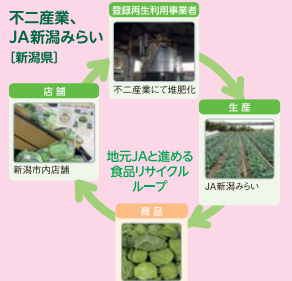 不二産業、
JA新潟みらい
[新潟県]
登録再生利用事業者
不二産業にて堆肥化
店舗
新潟市内店舗
生産
JA新潟みらい
地元JAと進める
食品リサイクル
ループ
商品